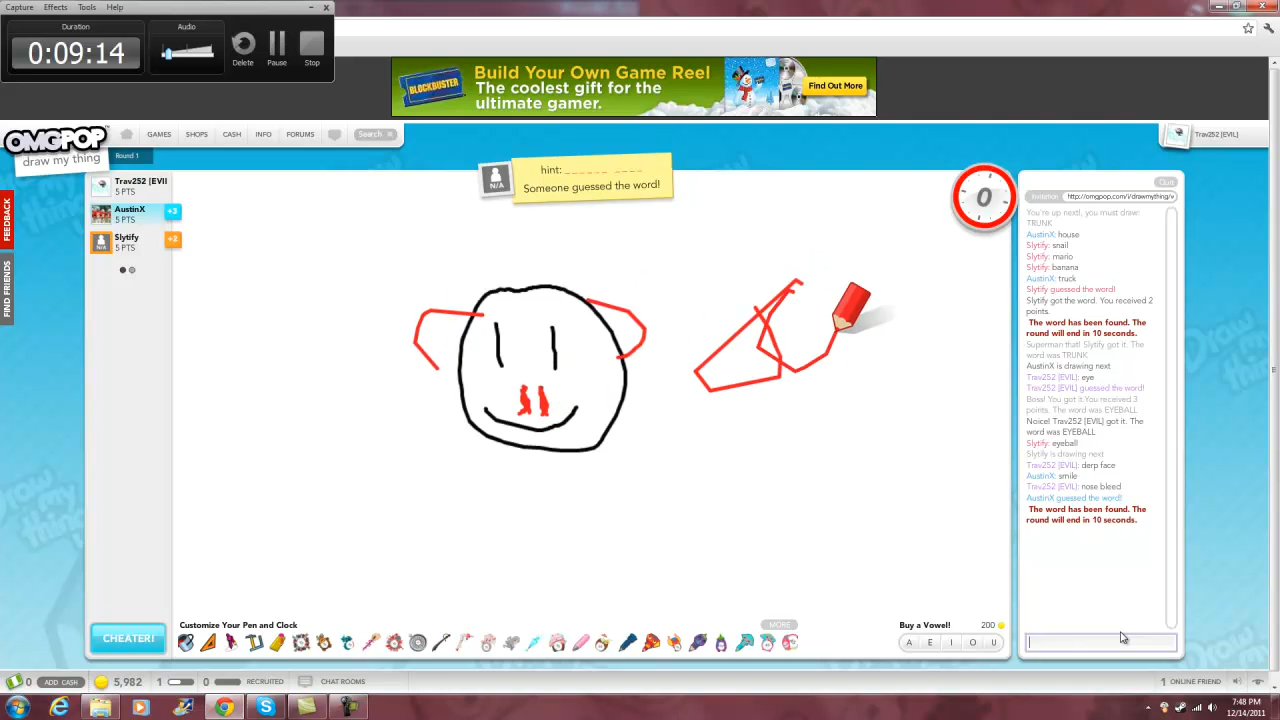 Capture Effects Tools Help
Duration
0:09:14
Audio
Delete Pause Stop
BLOCKBUSTER
Build Your Own Game Reel
The coolest gift for the
ultimate gamer.
Find Out More
OMGPOP
draw my thing
GAMES SHOPS CASH INFO FORUMS
Search
Trav252 [EVIL]
Round 1
FEEDBACK
FIND FRIENDS
Trav252 [EVII
5 PTS
AustinX
5 PTS
+3
Slytify
5 PTS
+2
N/A
N/A
hint: ______ ____
Someone guessed the word!
0
Quit
Invitation http://omgpop.com/i/drawmything/v
You're up next!, you must draw:
TRUNK
AustinX: house
Slytify: snail
Slytify: mario
Slytify: banana
AustinX: truck
Slytify guessed the word!
Slytify got the word. You received 2
points.
The word has been found. The
round will end in 10 seconds.
Superman that! Slytify got it. The
word was TRUNK
AustinX is drawing next
Trav252 [EVIL]: eye
Trav252 [EVIL] guessed the word!
Boss! You got it.You received 3
points. The word was EYEBALL
Noice! Trav252 [EVIL] got it. The
word was EYEBALL
Slytify: eyeball
Slytify is drawing next
Trav252 [EVIL]: derp face
AustinX: smile
Trav252 [EVIL]: nose bleed
AustinX guessed the word!
The word has been found. The
round will end in 10 seconds.
Customize Your Pen and Clock
MORE
Buy a Vowel!
200
A E I O U
CHEATER!
0 ADD CASH 5,982 1 0 RECRUITED CHAT ROOMS
1 ONLINE FRIEND
7:48 PM
12/14/2011